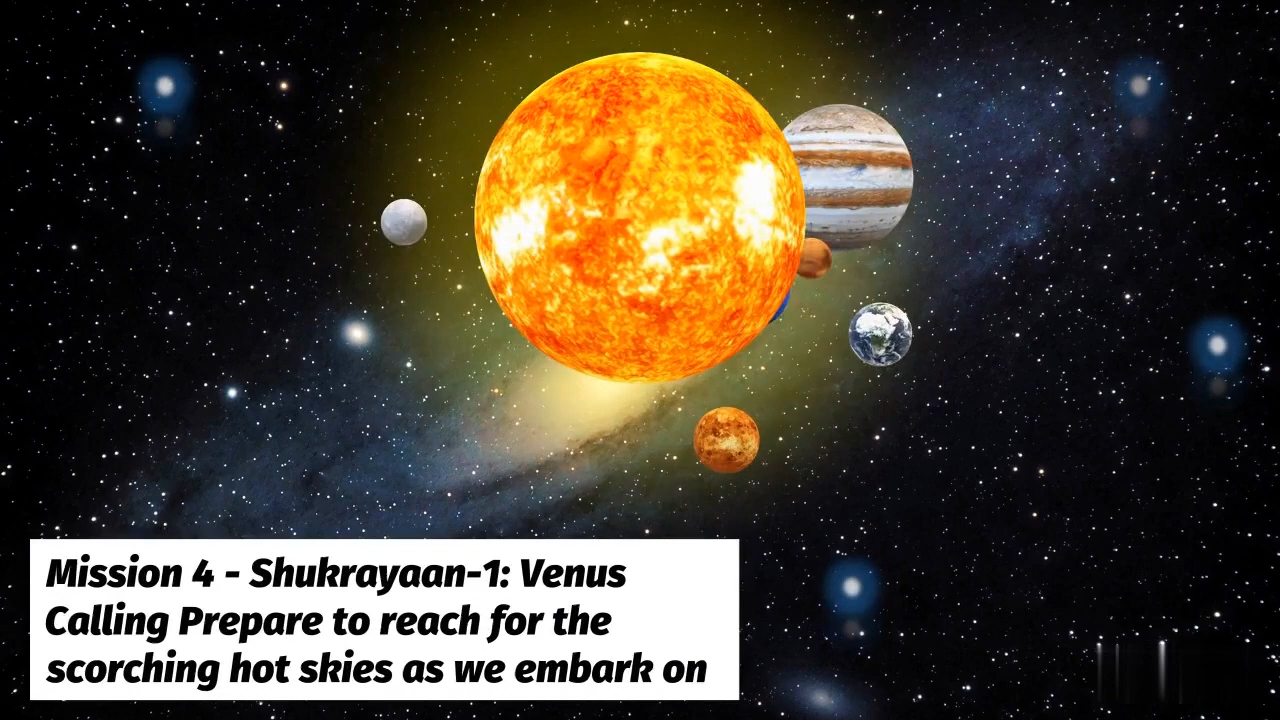 Mission 4 - Shukrayaan-1: Venus
Calling Prepare to reach for the
scorching hot skies as we embark on